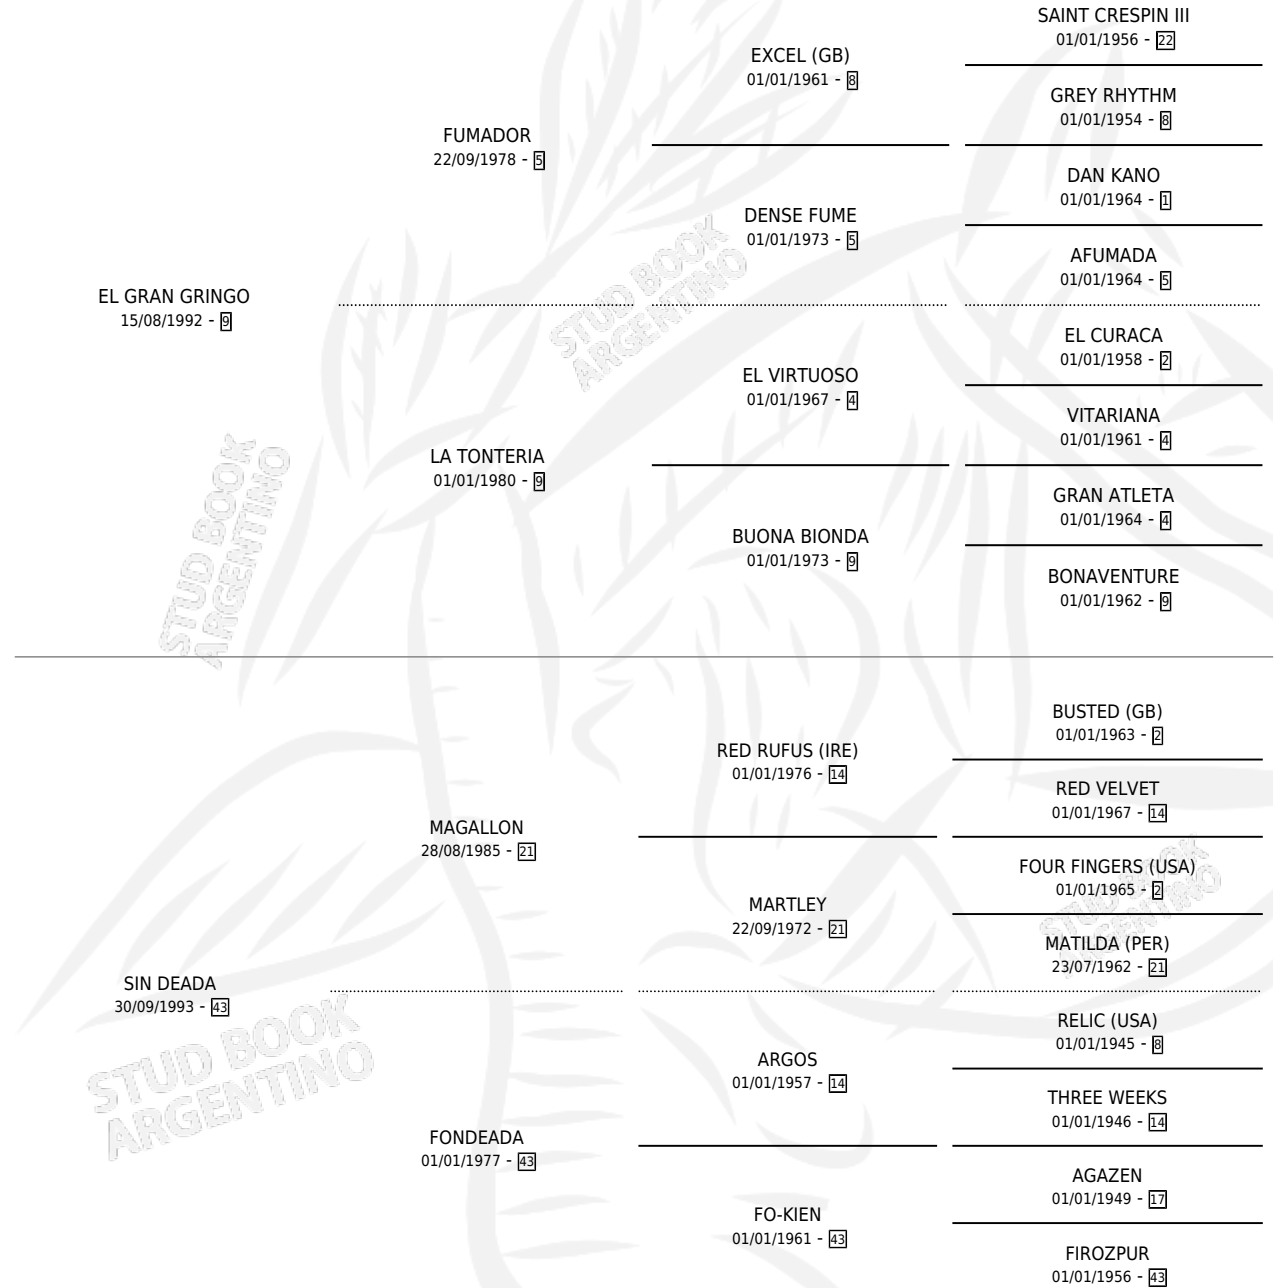 SAINT CRESPIN III
01/01/1956 - 22
EXCEL (GB)
01/01/1961 - 8
GREY RHYTHM
01/01/1954 - 8
FUMADOR
22/09/1978 - 5
DAN KANO
01/01/1964 - 1
DENSE FUME
01/01/1973 - 5
AFUMADA
01/01/1964 - 5
EL GRAN GRINGO
15/08/1992 - 9
EL CURACA
01/01/1958 - 2
EL VIRTUOSO
01/01/1967 - 4
VITARIANA
01/01/1961 - 4
LA TONTERIA
01/01/1980 - 9
GRAN ATLETA
01/01/1964 - 4
BUONA BIONDA
01/01/1973 - 9
BONAVENTURE
01/01/1962 - 9
STUD BOOK
ARGENTINO
STUD BOOK
ARGENTINO
BUSTED (GB)
01/01/1963 - 2
RED RUFUS (IRE)
01/01/1976 - 14
RED VELVET
01/01/1967 - 14
MAGALLON
28/08/1985 - 21
FOUR FINGERS (USA)
01/01/1965 - 2
MARTLEY
22/09/1972 - 21
MATILDA (PER)
23/07/1962 - 21
SIN DEADA
30/09/1993 - 43
RELIC (USA)
01/01/1945 - 8
ARGOS
01/01/1957 - 14
THREE WEEKS
01/01/1946 - 14
FONDEADA
01/01/1977 - 43
AGAZEN
01/01/1949 - 17
FO-KIEN
01/01/1961 - 43
FIROZPUR
01/01/1956 - 43
STUD BOOK
ARGENTINO
STUD BOOK
ARGENTINO